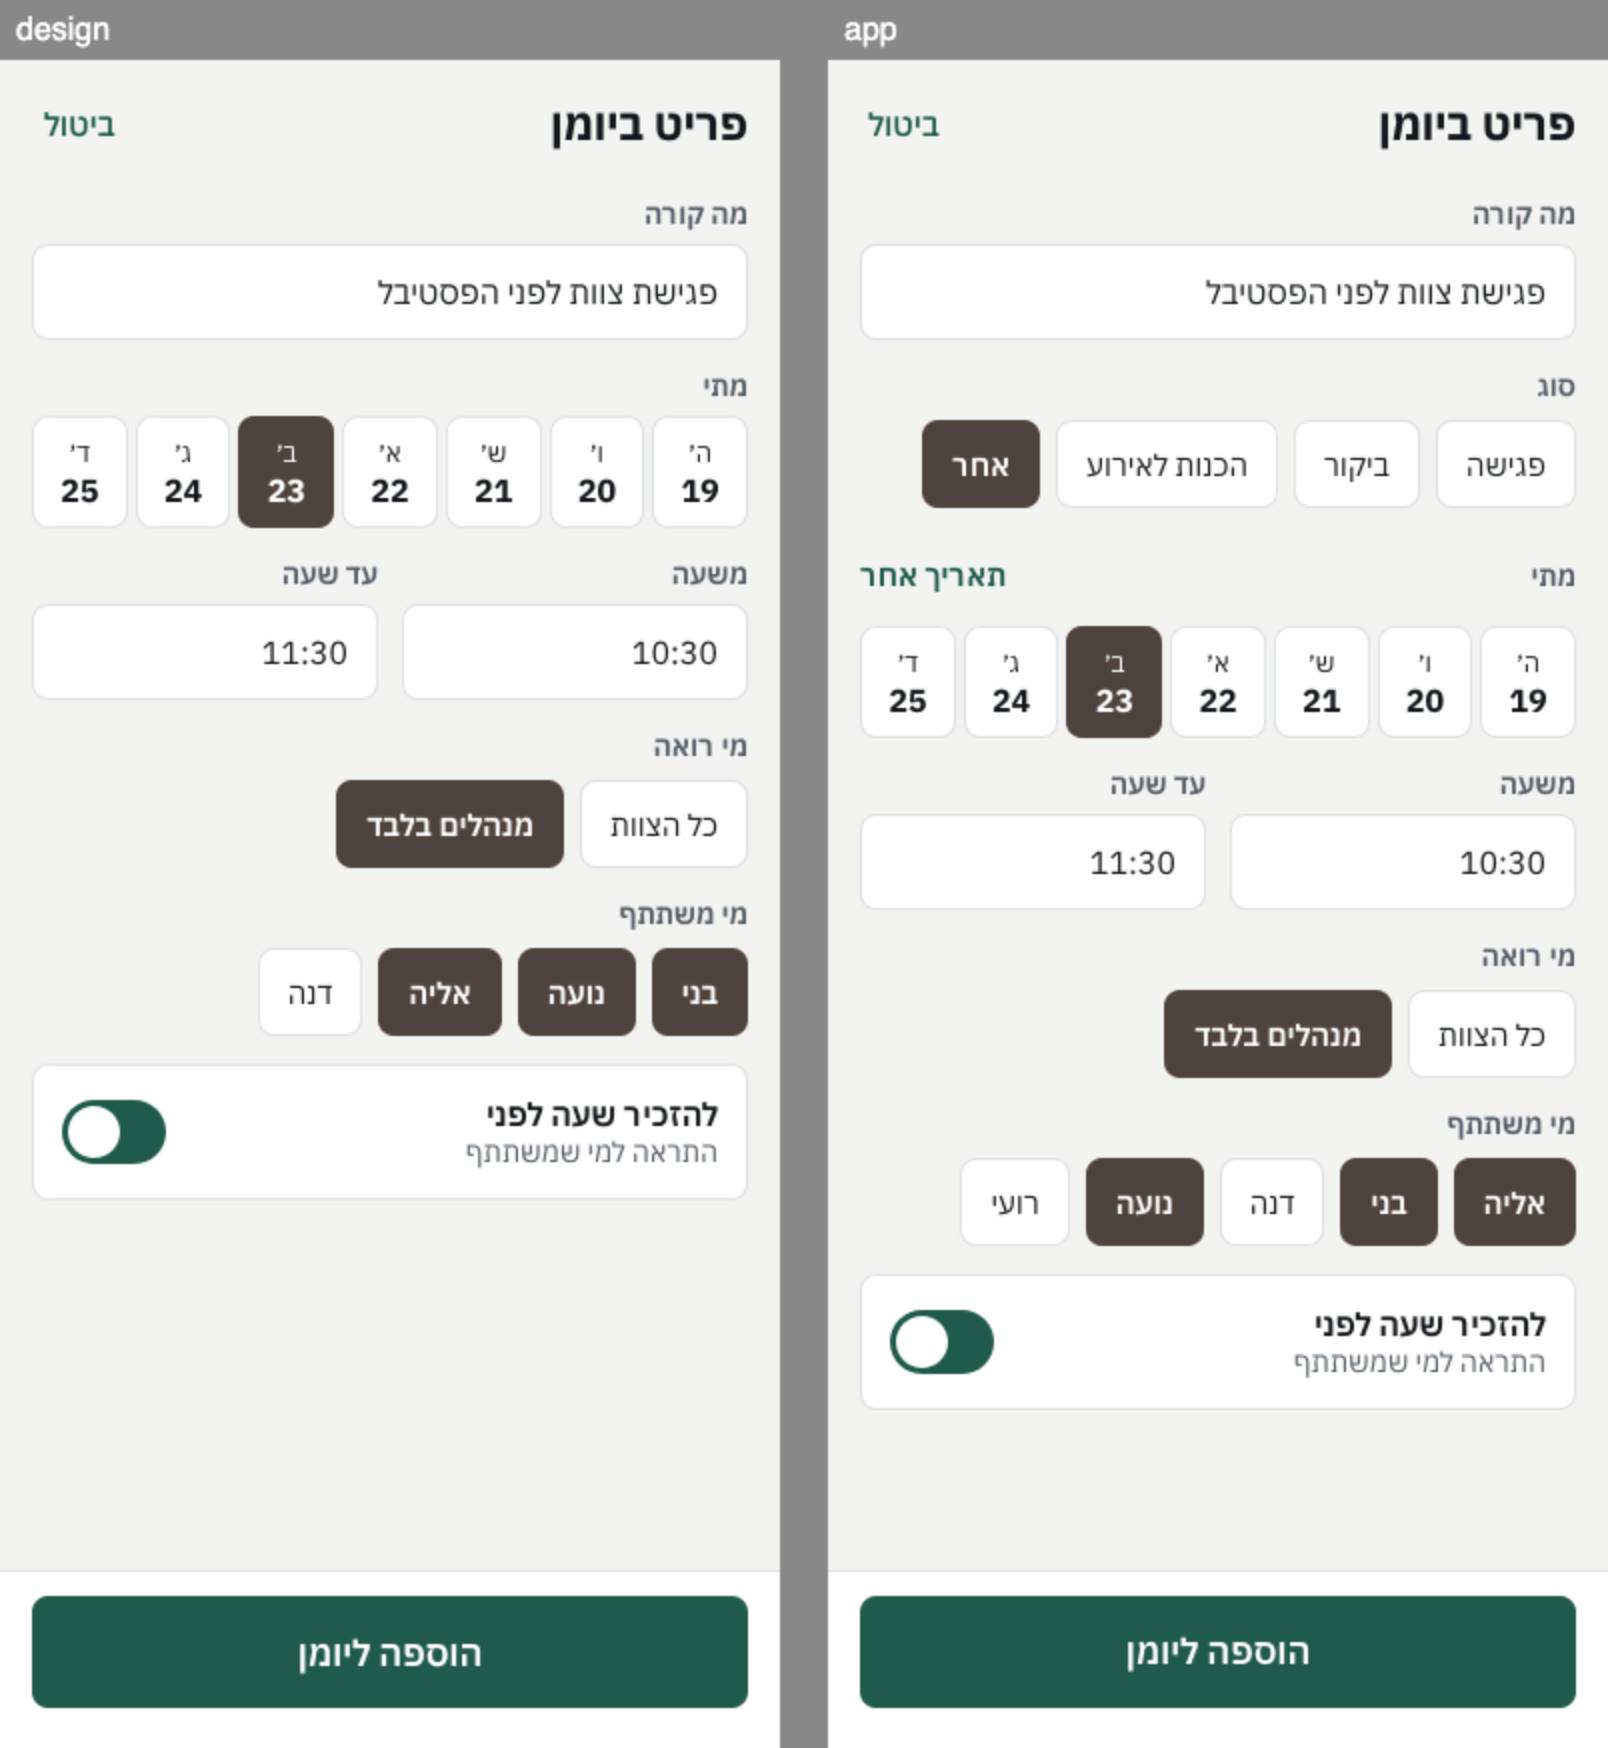 design
פריט ביומן
ביטול
מה קורה
פגישת צוות לפני הפסטיבל
מתי
ה׳ ו׳ ש׳ א׳ ב׳ ג׳ ד׳
19 20 21 22 23 24 25
משעה עד שעה
10:30 11:30
מי רואה
כל הצוות מנהלים בלבד
מי משתתף
בני נועה אליה דנה
להזכיר שעה לפני
התראה למי שמשתתף
הוספה ליומן
app
פריט ביומן
ביטול
מה קורה
פגישת צוות לפני הפסטיבל
סוג
פגישה ביקור הכנות לאירוע אחר
מתי תאריך אחר
ה׳ ו׳ ש׳ א׳ ב׳ ג׳ ד׳
19 20 21 22 23 24 25
משעה עד שעה
10:30 11:30
מי רואה
כל הצוות מנהלים בלבד
מי משתתף
אליה בני דנה נועה רועי
להזכיר שעה לפני
התראה למי שמשתתף
הוספה ליומן